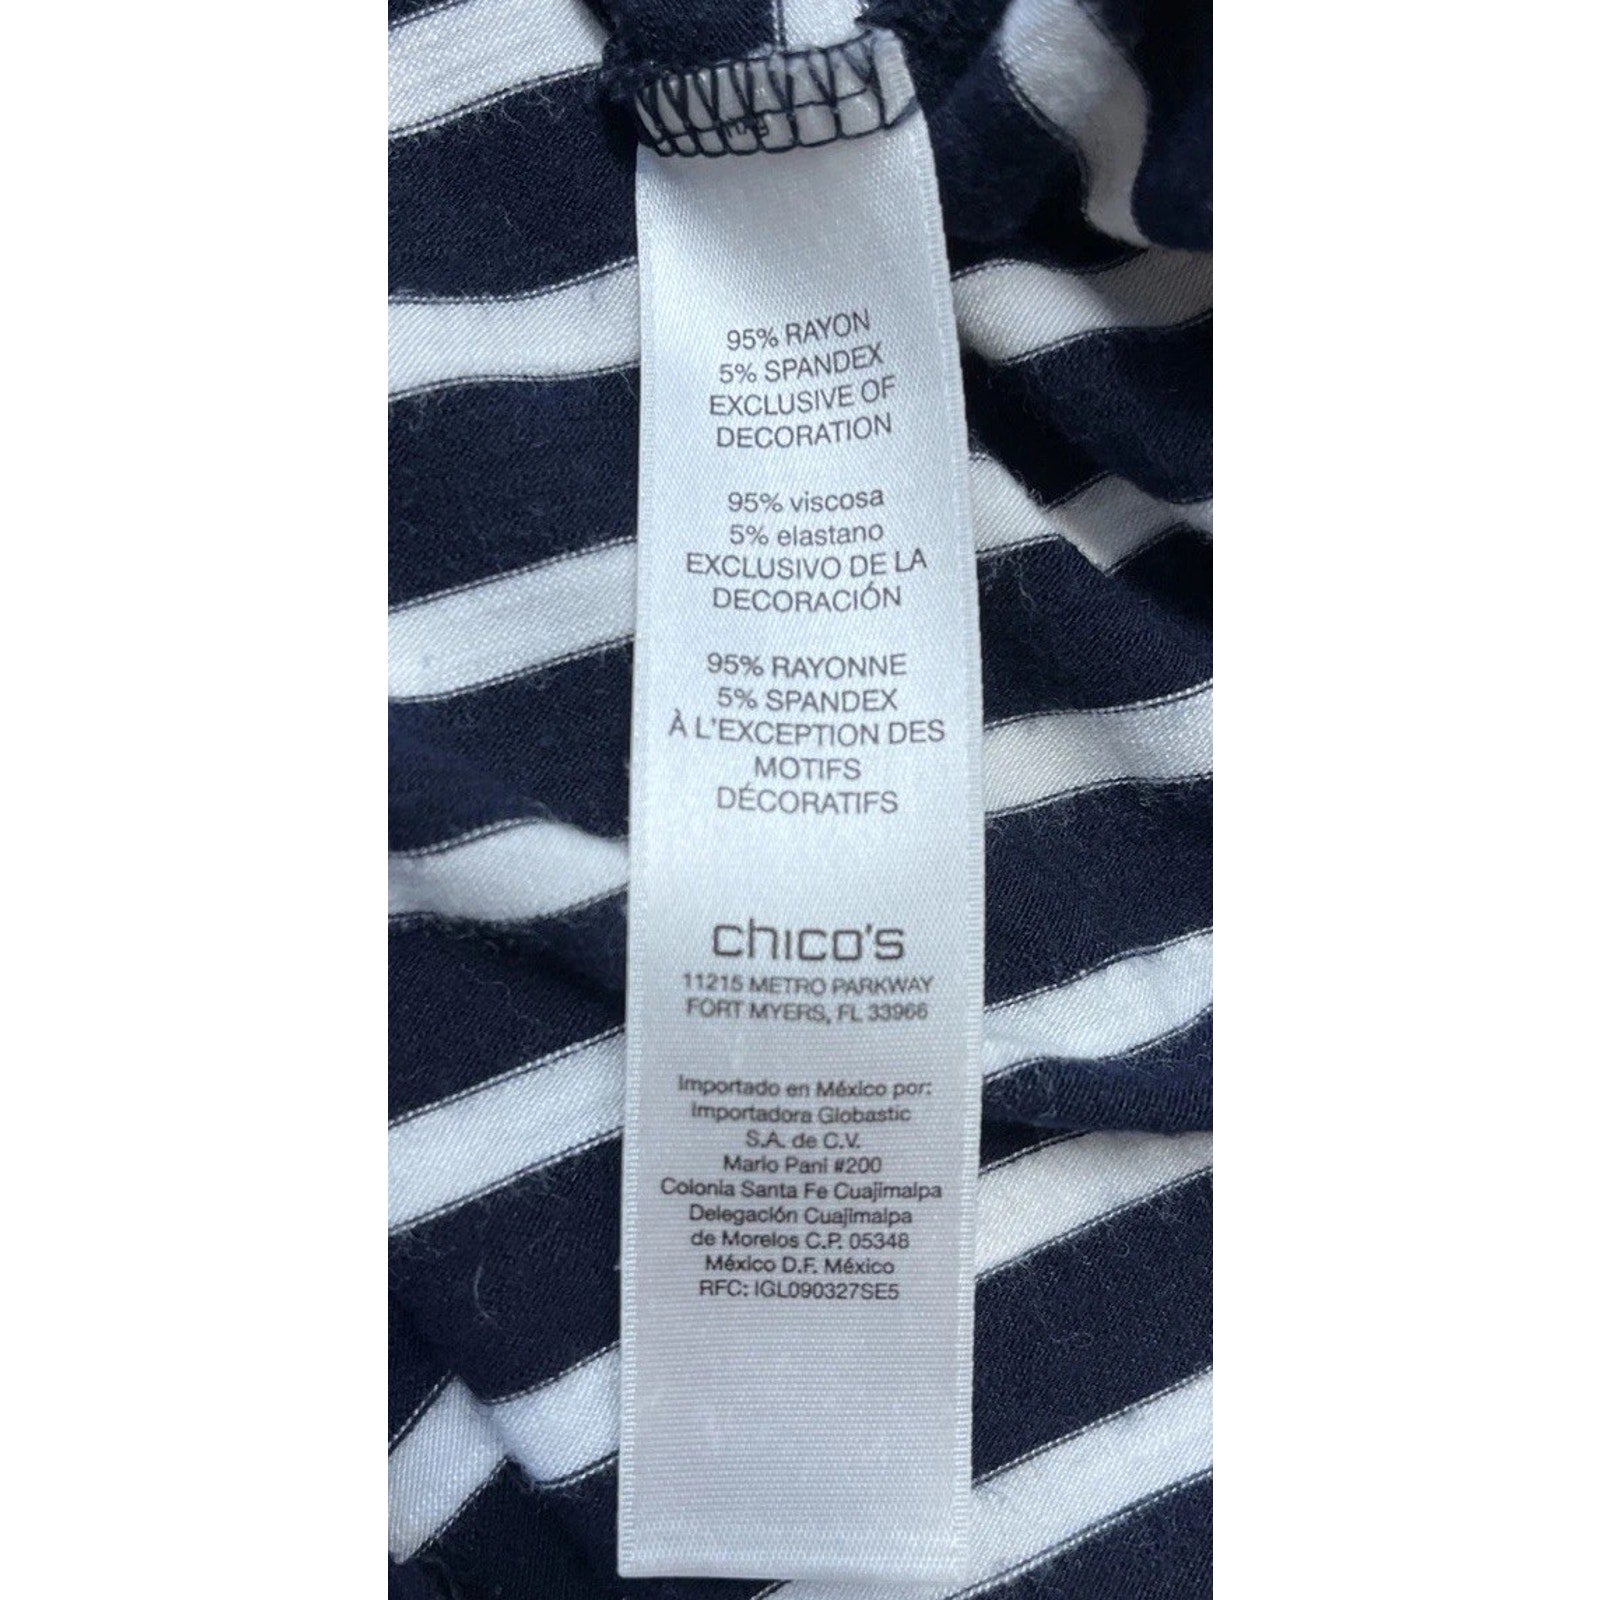 95% RAYON
5% SPANDEX
EXCLUSIVE OF
DECORATION
95% viscosa
5% elastano
EXCLUSIVO DE LA
DECORACIÓN
95% RAYONNE
5% SPANDEX
À L'EXCEPTION DES
MOTIFS
DÉCORATIFS
chico's
11215 METRO PARKWAY
FORT MYERS, FL 33966
Importado en México por:
Importadora Globastic
S.A. de C.V.
Mario Pani #200
Colonia Santa Fe Cuajimalpa
Delegación Cuajimalpa
de Morelos C.P. 05348
México D.F. México
RFC: IGL090327SE5